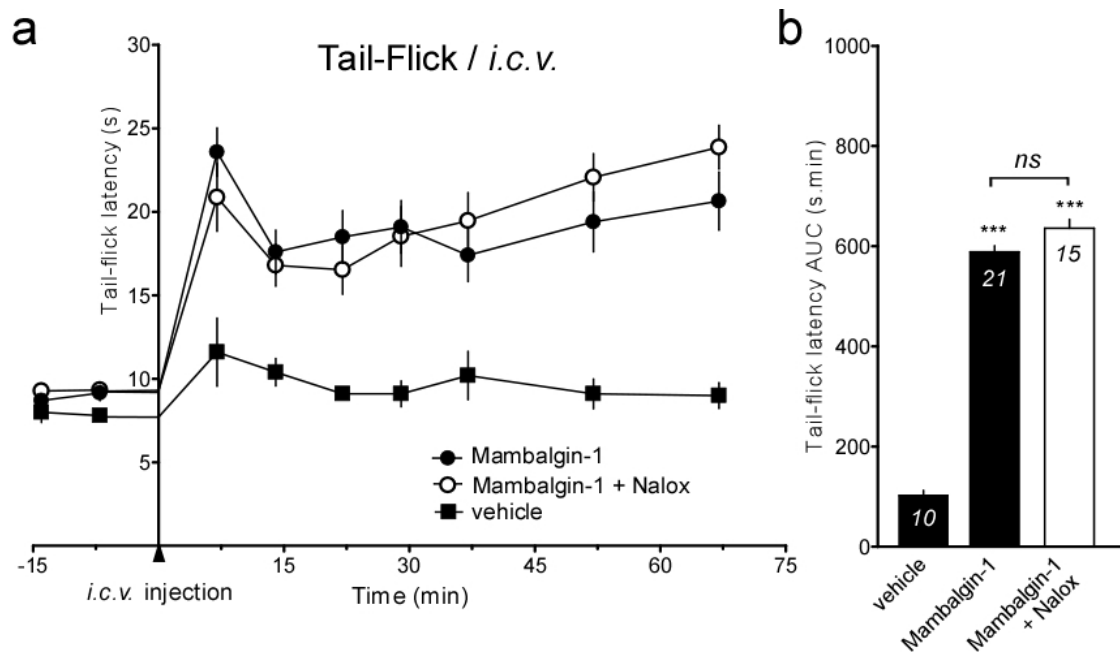 a
Tail-Flick / i.c.v.
Tail-flick latency (s)
30
25
20
15
10
5
Mambalgin-1
Mambalgin-1 + Nalox
vehicle
-15
15
30
45
60
75
i.c.v. injection
Time (min)
b
Tail-flick latency AUC (s.min)
1000
800
600
400
200
0
ns
***
***
10
21
15
vehicle
Mambalgin-1
Mambalgin-1
+ Nalox